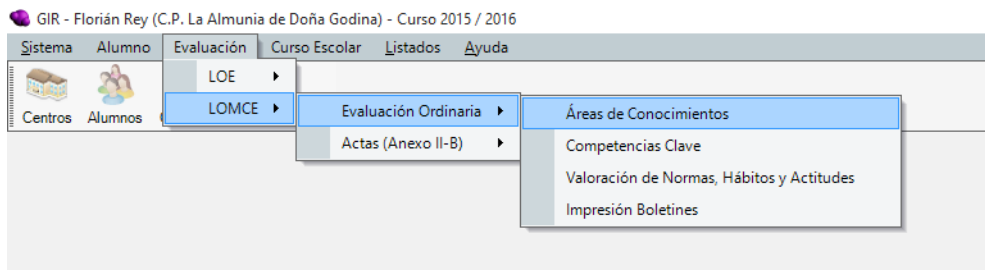 GIR - Florián Rey (C.P. La Almunia de Doña Godina) - Curso 2015 / 2016
Sistema Alumno Evaluación Curso Escolar Listados Ayuda
LOE
Centros Alumnos
LOMCE
Evaluación Ordinaria
Áreas de Conocimientos
Actas (Anexo II-B)
Competencias Clave
Valoración de Normas, Hábitos y Actitudes
Impresión Boletines